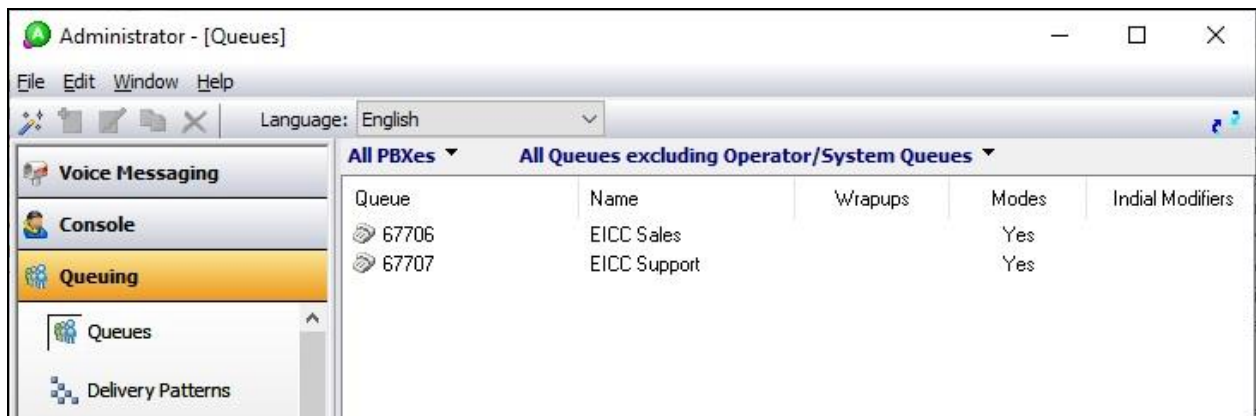 Administrator - [Queues]
File Edit Window Help
Language: English
Voice Messaging
Console
Queuing
Queues
Delivery Patterns
All PBXes All Queues excluding Operator/System Queues
Queue Name Wrapups Modes Indial Modifiers
67706 EICC Sales Yes
67707 EICC Support Yes